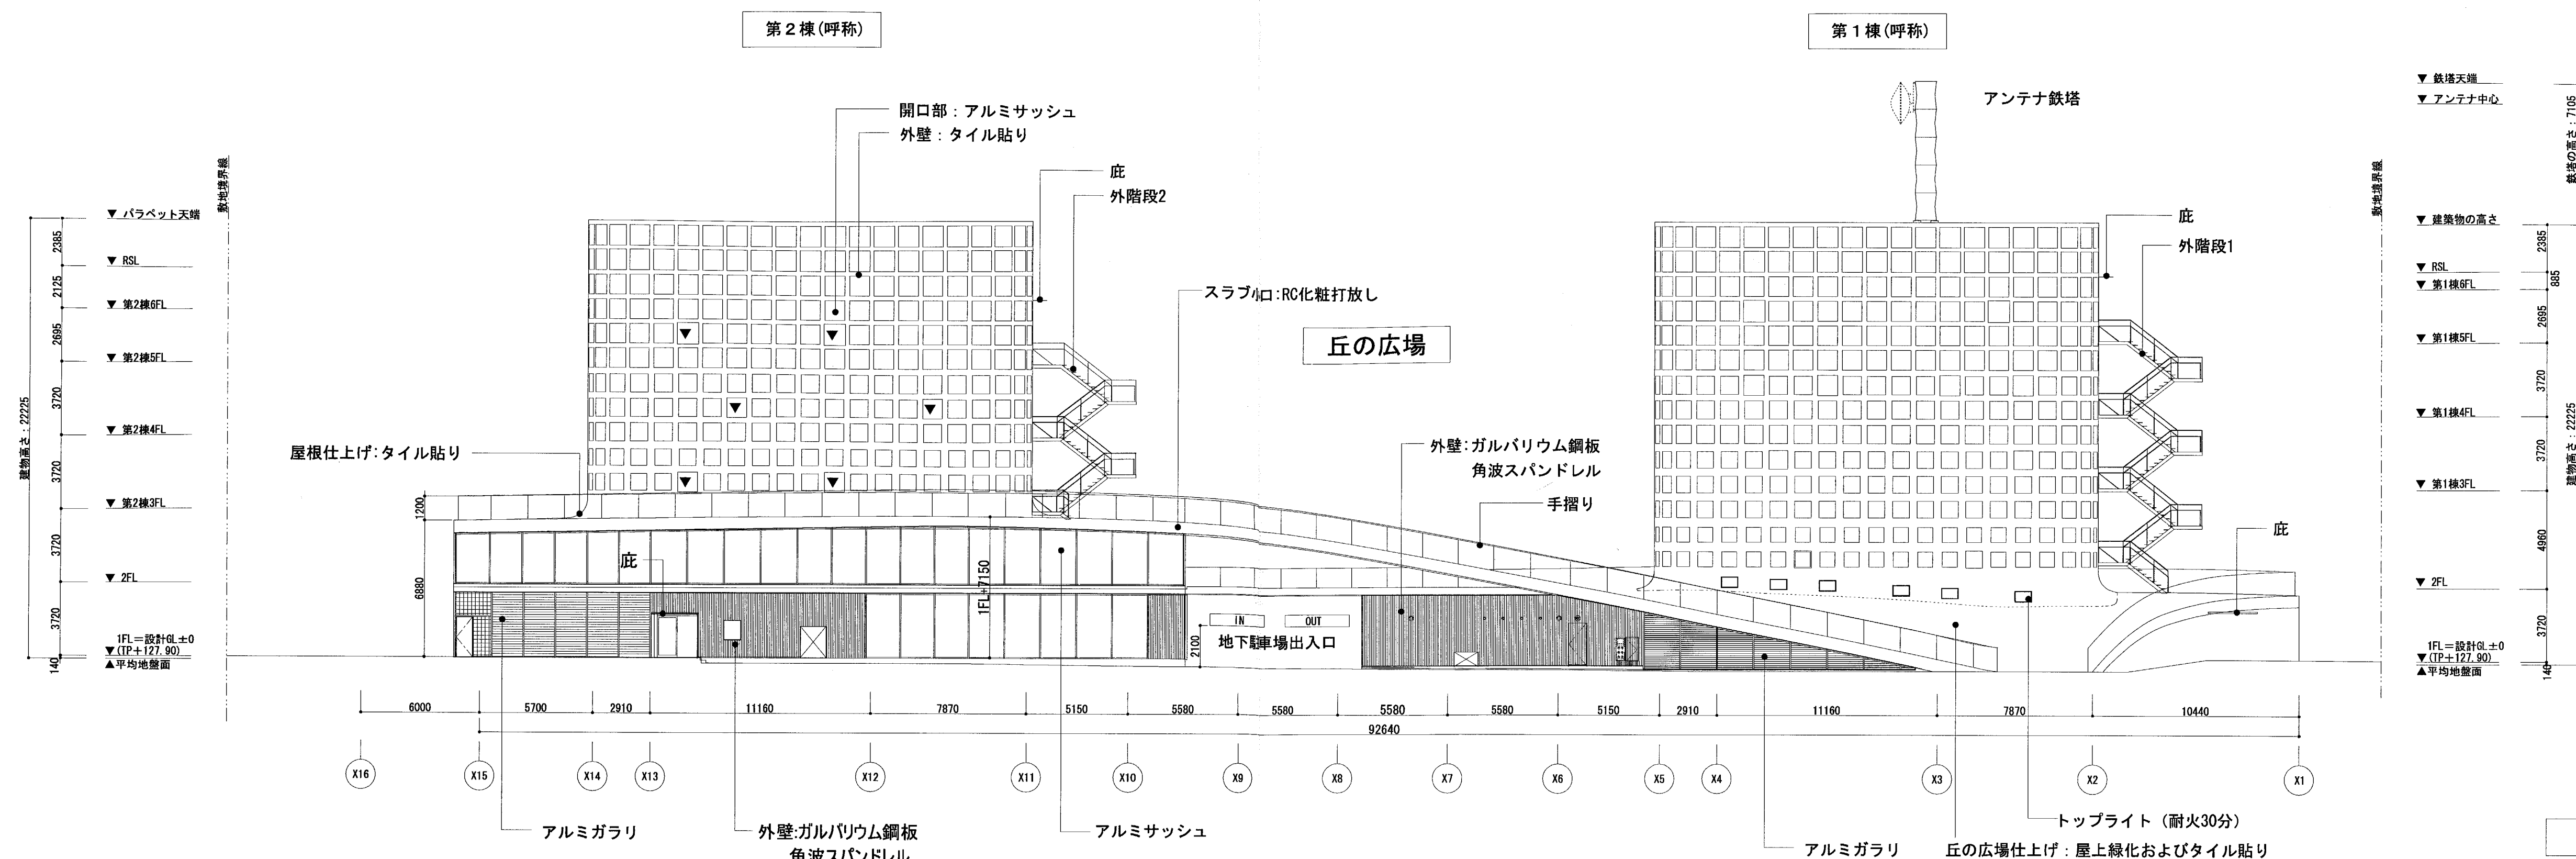 第２棟(呼称)
第１棟(呼称)
開口部：アルミサッシュ
外壁：タイル貼り
庇
外階段2
スラブ小口:RC化粧打放し
丘の広場
屋根仕上げ:タイル貼り
庇
外壁:ガルバリウム鋼板
角波スパンドレル
手摺り
アンテナ鉄塔
庇
外階段1
庇
敷地境界線
敷地境界線
▼ パラペット天端
▼ RSL
▼ 第2棟6FL
▼ 第2棟5FL
▼ 第2棟4FL
▼ 第2棟3FL
▼ 2FL
1FL＝設計GL±0
▼(TP＋127.90)
▲平均地盤面
建物高さ：22225
2385
2125
2695
3720
3720
3720
3720
140
1200
6880
1FL+7150
2100
IN
OUT
地下駐車場出入口
▼ 鉄塔天端
▼ アンテナ中心
▼ 建築物の高さ
▼ RSL
▼ 第1棟6FL
▼ 第1棟5FL
▼ 第1棟4FL
▼ 第1棟3FL
▼ 2FL
1FL＝設計GL±0
▼(TP＋127.90)
▲平均地盤面
鉄塔の高さ：7105
建物高さ：22225
2385
885
2695
3720
3720
4960
3720
140
6000
5700
2910
11160
7870
5150
5580
5580
5580
5580
5150
2910
11160
7870
10440
92640
X16
X15
X14
X13
X12
X11
X10
X9
X8
X7
X6
X5
X4
X3
X2
X1
アルミガラリ
外壁:ガルバリウム鋼板
角波スパンドレル
アルミサッシュ
トップライト（耐火30分）
アルミガラリ
丘の広場仕上げ：屋上緑化およびタイル貼り